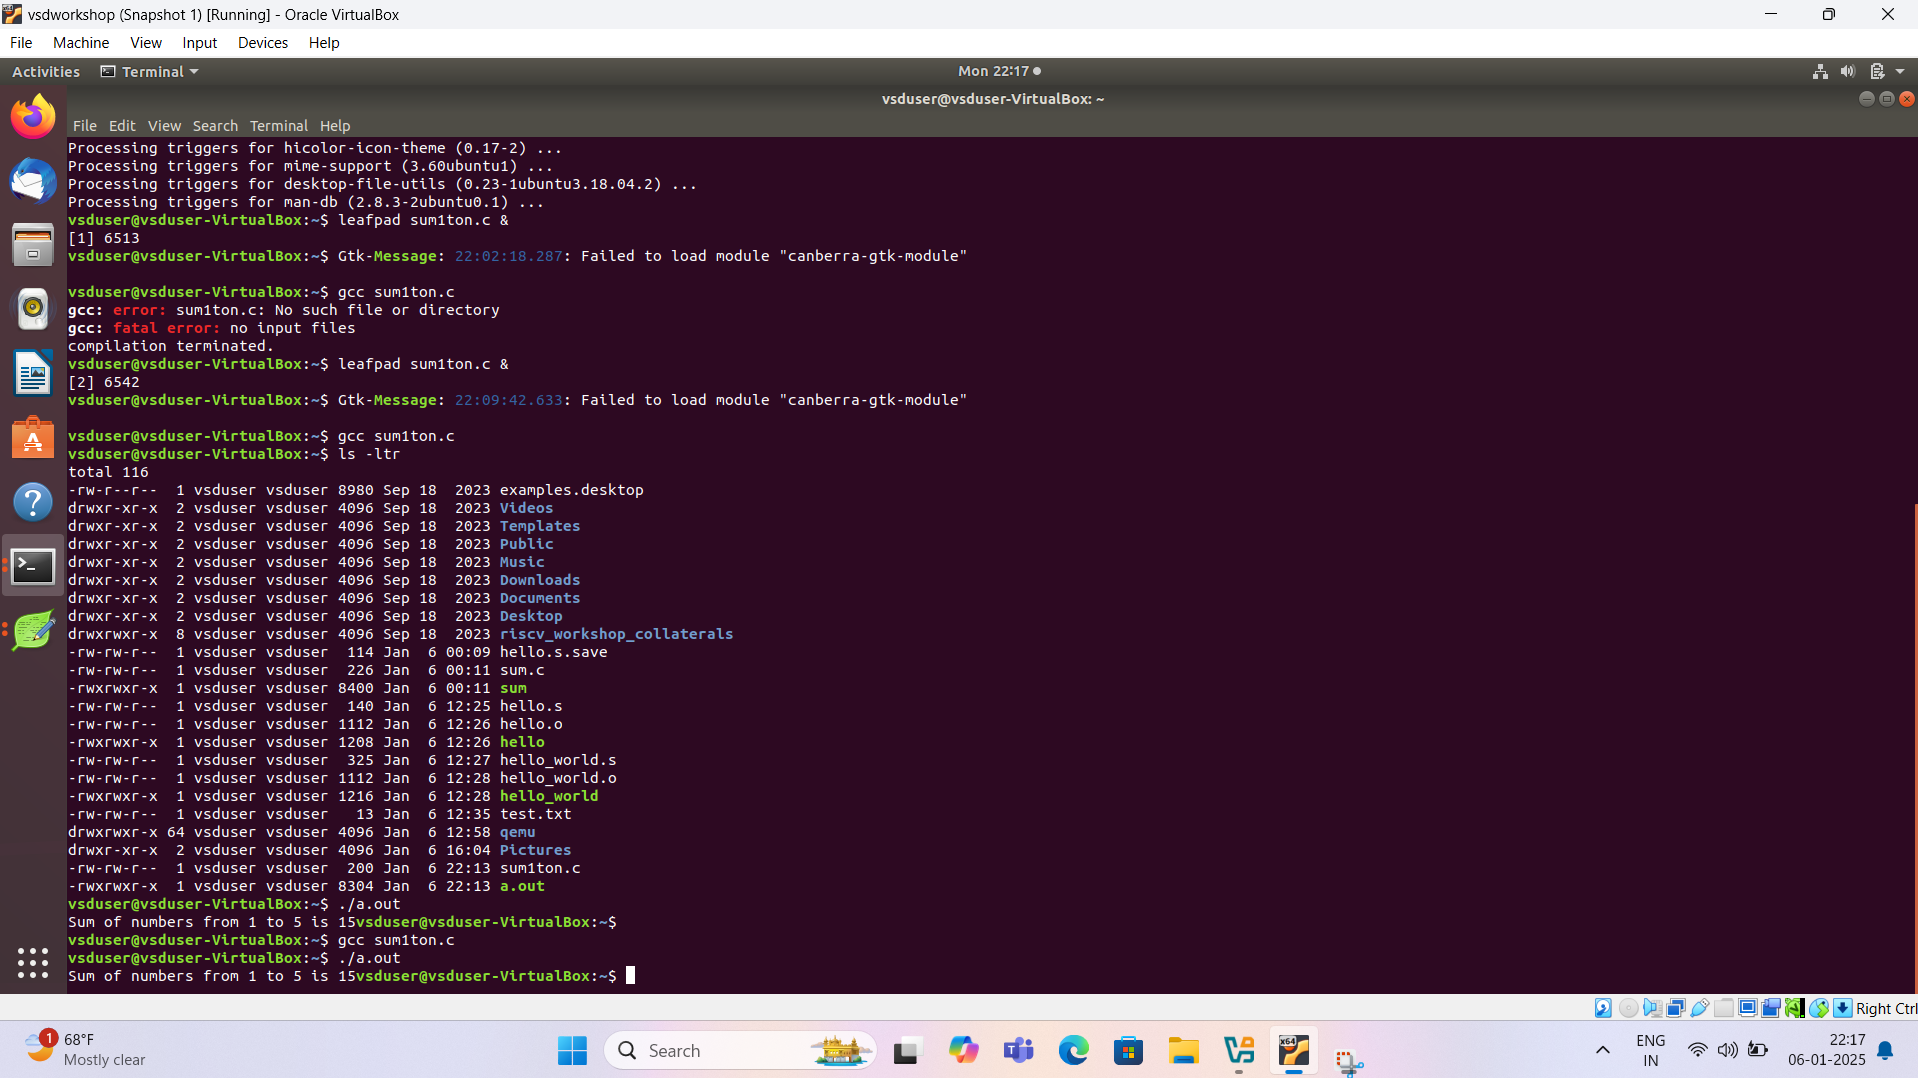 vsdworkshop (Snapshot 1) [Running] - Oracle VirtualBox
File Machine View Input Devices Help
Activities Terminal Mon 22:17
vsduser@vsduser-VirtualBox: ~
File Edit View Search Terminal Help
Processing triggers for hicolor-icon-theme (0.17-2) ...
Processing triggers for mime-support (3.60ubuntu1) ...
Processing triggers for desktop-file-utils (0.23-1ubuntu3.18.04.2) ...
Processing triggers for man-db (2.8.3-2ubuntu0.1) ...
vsduser@vsduser-VirtualBox:~$ leafpad sum1ton.c &
[1] 6513
vsduser@vsduser-VirtualBox:~$ Gtk-Message: 22:02:18.287: Failed to load module "canberra-gtk-module"
vsduser@vsduser-VirtualBox:~$ gcc sum1ton.c
gcc: error: sum1ton.c: No such file or directory
gcc: fatal error: no input files
compilation terminated.
vsduser@vsduser-VirtualBox:~$ leafpad sum1ton.c &
[2] 6542
vsduser@vsduser-VirtualBox:~$ Gtk-Message: 22:09:42.633: Failed to load module "canberra-gtk-module"
vsduser@vsduser-VirtualBox:~$ gcc sum1ton.c
vsduser@vsduser-VirtualBox:~$ ls -ltr
total 116
-rw-r--r--  1 vsduser vsduser 8980 Sep 18  2023 examples.desktop
drwxr-xr-x  2 vsduser vsduser 4096 Sep 18  2023 Videos
drwxr-xr-x  2 vsduser vsduser 4096 Sep 18  2023 Templates
drwxr-xr-x  2 vsduser vsduser 4096 Sep 18  2023 Public
drwxr-xr-x  2 vsduser vsduser 4096 Sep 18  2023 Music
drwxr-xr-x  2 vsduser vsduser 4096 Sep 18  2023 Downloads
drwxr-xr-x  2 vsduser vsduser 4096 Sep 18  2023 Documents
drwxr-xr-x  2 vsduser vsduser 4096 Sep 18  2023 Desktop
drwxrwxr-x  8 vsduser vsduser 4096 Sep 18  2023 riscv_workshop_collaterals
-rw-rw-r--  1 vsduser vsduser  114 Jan  6 00:09 hello.s.save
-rw-rw-r--  1 vsduser vsduser  226 Jan  6 00:11 sum.c
-rwxrwxr-x  1 vsduser vsduser 8400 Jan  6 00:11 sum
-rw-rw-r--  1 vsduser vsduser  140 Jan  6 12:25 hello.s
-rw-rw-r--  1 vsduser vsduser 1112 Jan  6 12:26 hello.o
-rwxrwxr-x  1 vsduser vsduser 1208 Jan  6 12:26 hello
-rw-rw-r--  1 vsduser vsduser  325 Jan  6 12:27 hello_world.s
-rw-rw-r--  1 vsduser vsduser 1112 Jan  6 12:28 hello_world.o
-rwxrwxr-x  1 vsduser vsduser 1216 Jan  6 12:28 hello_world
-rw-rw-r--  1 vsduser vsduser   13 Jan  6 12:35 test.txt
drwxrwxr-x 64 vsduser vsduser 4096 Jan  6 12:58 qemu
drwxr-xr-x  2 vsduser vsduser 4096 Jan  6 16:04 Pictures
-rw-rw-r--  1 vsduser vsduser  200 Jan  6 22:13 sum1ton.c
-rwxrwxr-x  1 vsduser vsduser 8304 Jan  6 22:13 a.out
vsduser@vsduser-VirtualBox:~$ ./a.out
Sum of numbers from 1 to 5 is 15vsduser@vsduser-VirtualBox:~$
vsduser@vsduser-VirtualBox:~$ gcc sum1ton.c
vsduser@vsduser-VirtualBox:~$ ./a.out
Sum of numbers from 1 to 5 is 15vsduser@vsduser-VirtualBox:~$
Right Ctrl
1
68°F
Mostly clear
Search
ENG
IN
22:17
06-01-2025